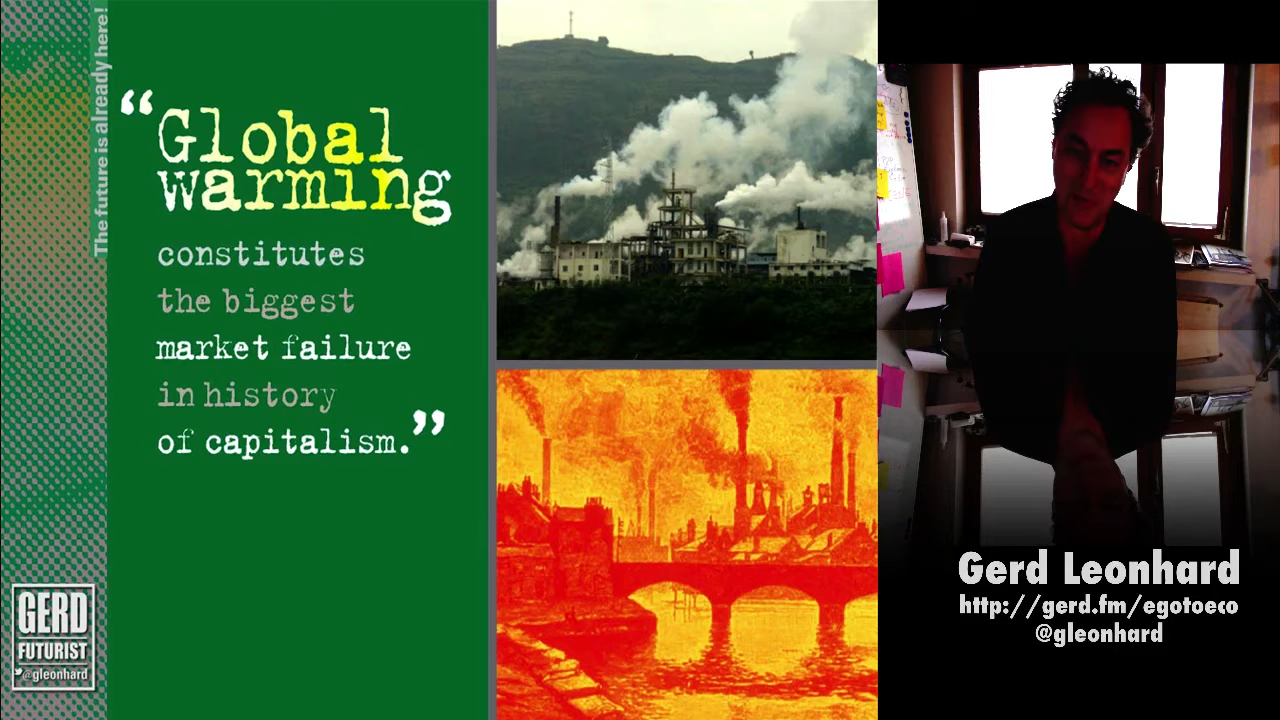 The future is already here!
“Global
warming
constitutes
the biggest
market failure
in history
of capitalism.”
GERD
FUTURIST
@gleonhard
Gerd Leonhard
http://gerd.fm/egotoeco
@gleonhard